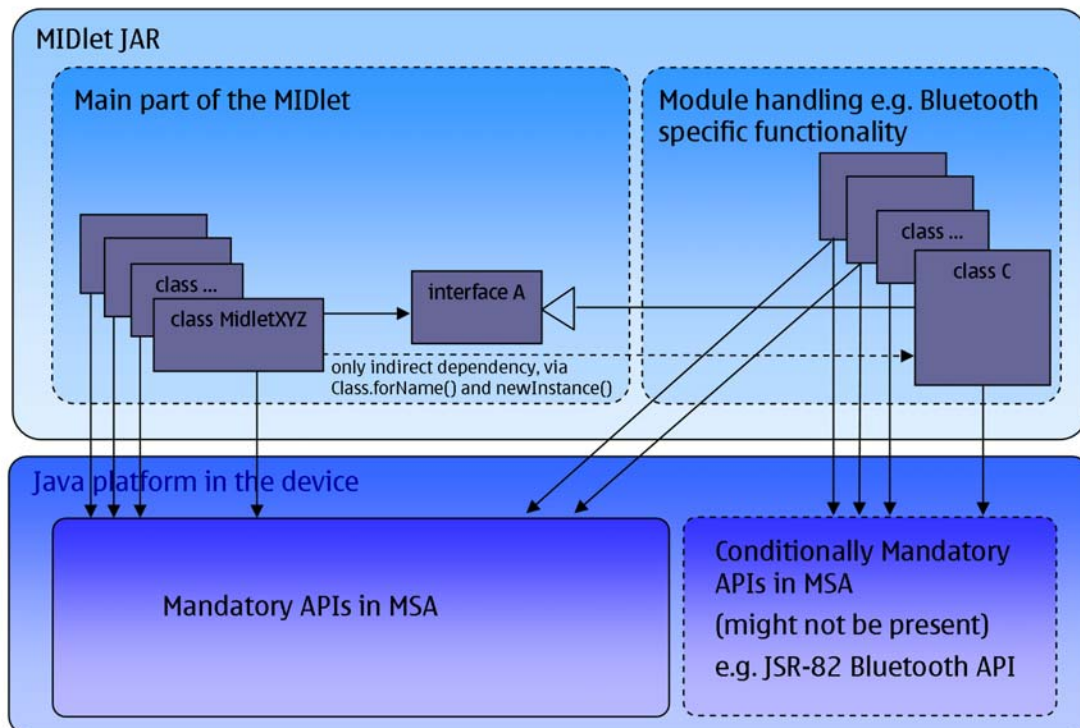 MIDlet JAR
Main part of the MIDlet
Module handling e.g. Bluetooth
specific functionality
class ...
class MidletXYZ
interface A
class ...
class C
only indirect dependency, via
Class.forName() and newInstance()
Java platform in the device
Mandatory APIs in MSA
Conditionally Mandatory
APIs in MSA
(might not be present)
e.g. JSR-82 Bluetooth API